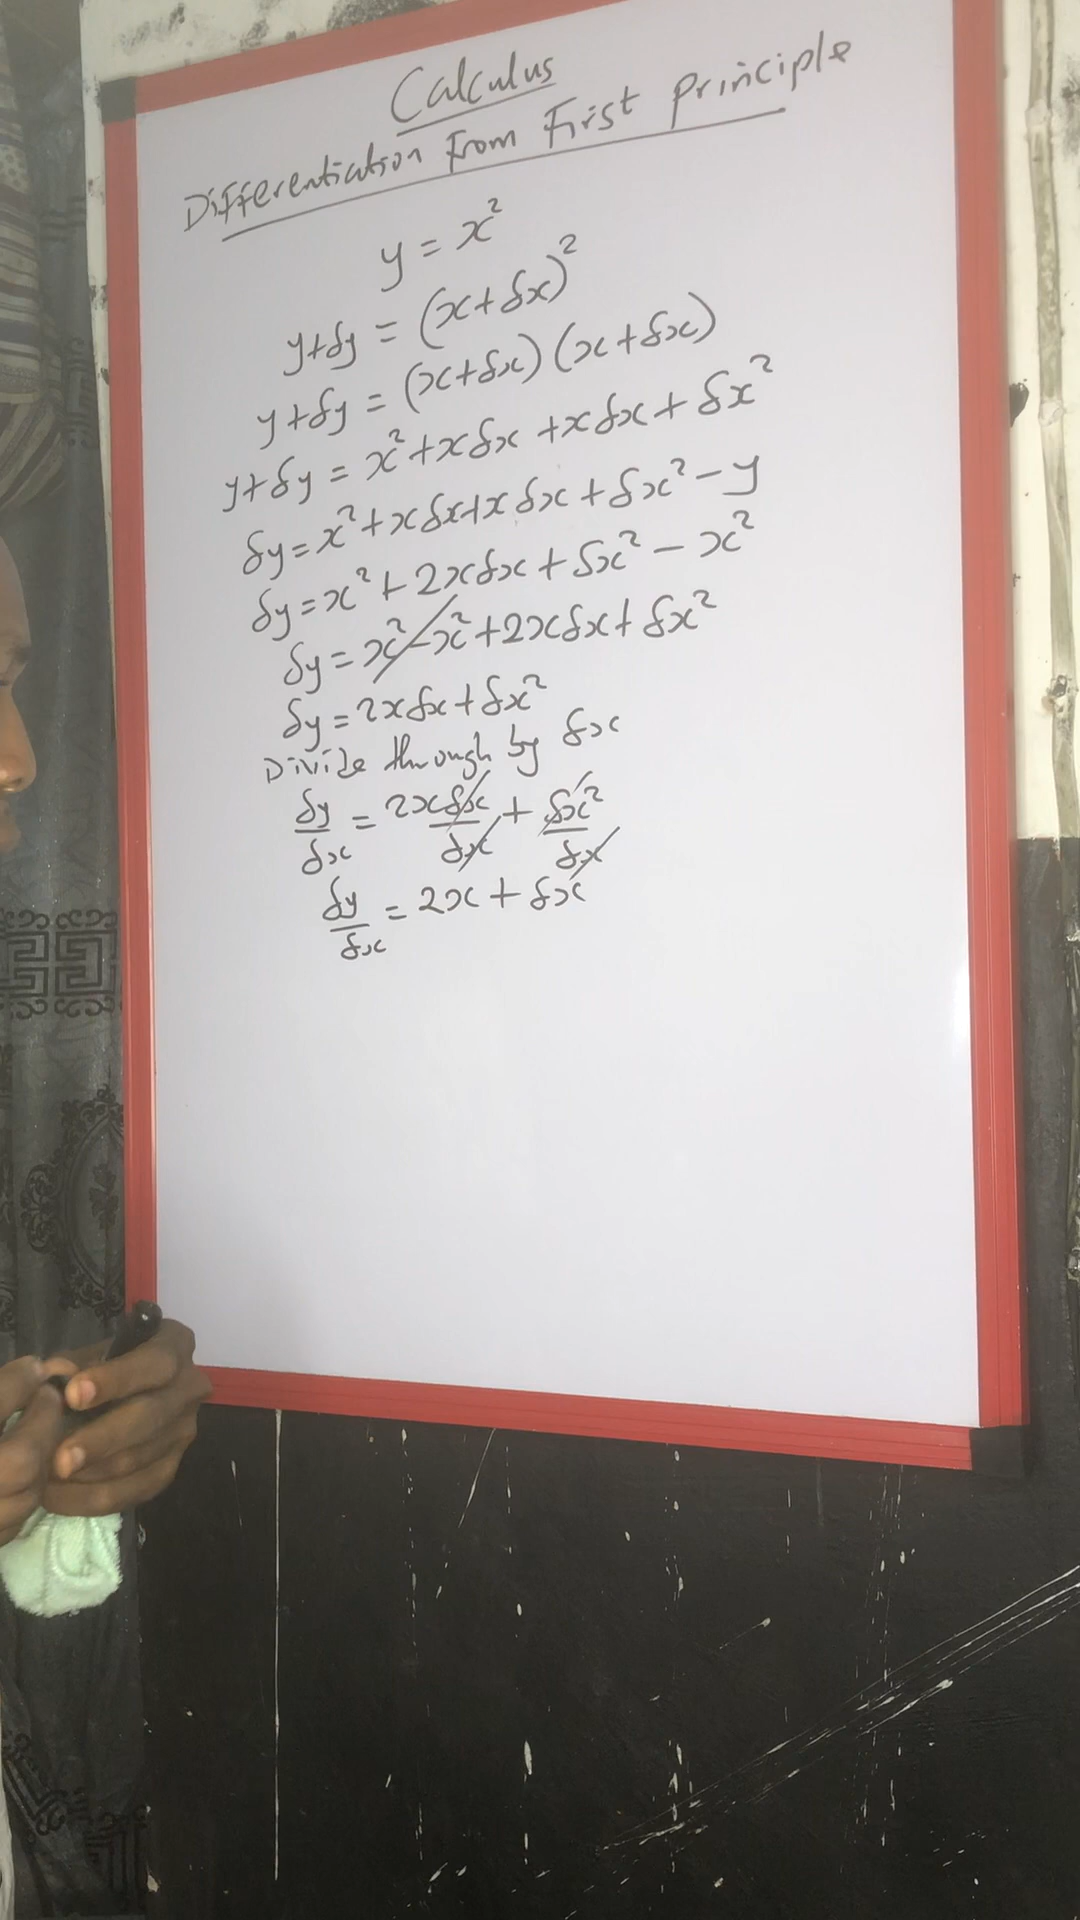 Calculus
Differentiation From First Principle
y = x²
y+δy = (x+δx)²
y+δy = (x+δx)(x+δx)
y+δy = x²+xδx+xδx+δx²
δy=x²+xδx+xδx+δx²-y
δy=x²+2xδx+δx²-x²
δy=x²-x²+2xδx+δx²
δy=2xδx+δx²
Divide through by δx
δy/δx = 2xδx/δx + δx²/δx
δy/δx = 2x+δx